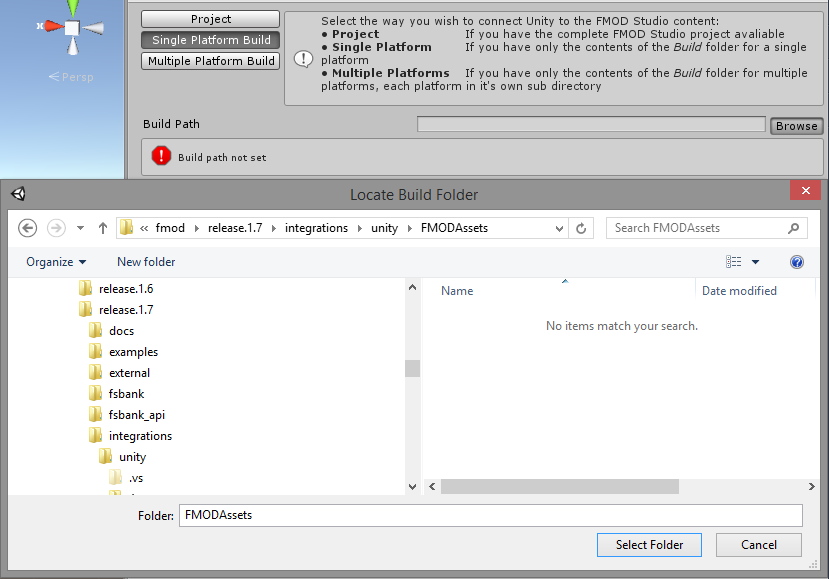 Project
Single Platform Build
Multiple Platform Build
Select the way you wish to connect Unity to the FMOD Studio content:
● Project If you have the complete FMOD Studio project avaliable
● Single Platform If you have only the contents of the Build folder for a single
platform
● Multiple Platforms If you have only the contents of the Build folder for multiple
platforms, each platform in it's own sub directory
x
Persp
Build Path
Browse
Build path not set
Locate Build Folder
« fmod release.1.7 integrations unity FMODAssets
Search FMODAssets
Organize
New folder
release.1.6
release.1.7
docs
examples
external
fsbank
fsbank_api
integrations
unity
.vs
Name
Date modified
No items match your search.
Folder: FMODAssets
Select Folder
Cancel